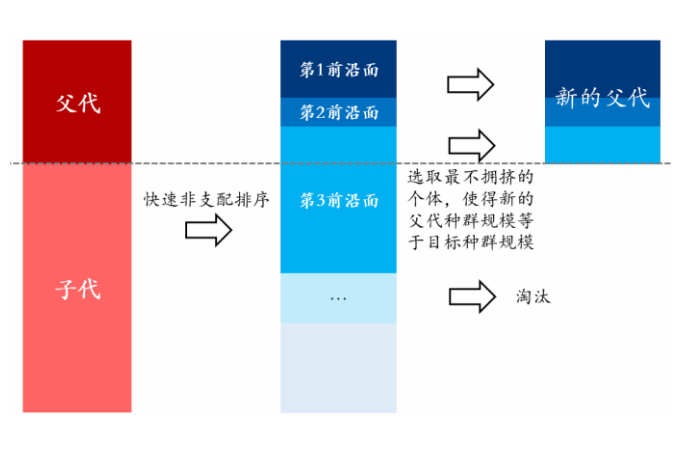 父代
子代
快速非支配排序
第1前沿面
第2前沿面
第3前沿面
...
选取最不拥挤的
个体，使得新的
父代种群规模等
于目标种群规模
淘汰
新的父代